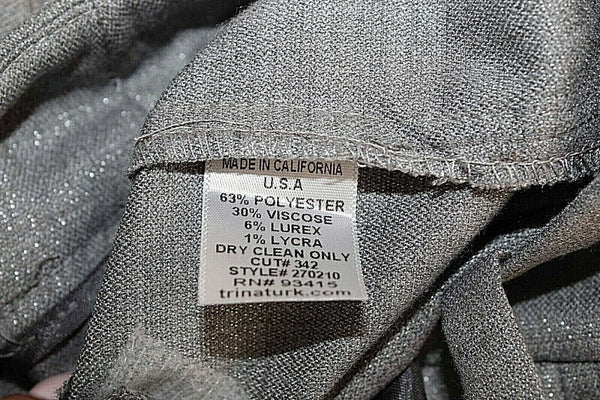 MADE IN CALIFORNIA
U.S.A
63% POLYESTER
30% VISCOSE
6% LUREX
1% LYCRA
DRY CLEAN ONLY
CUT# 342
STYLE# 270210
RN# 93415
trinaturk.com